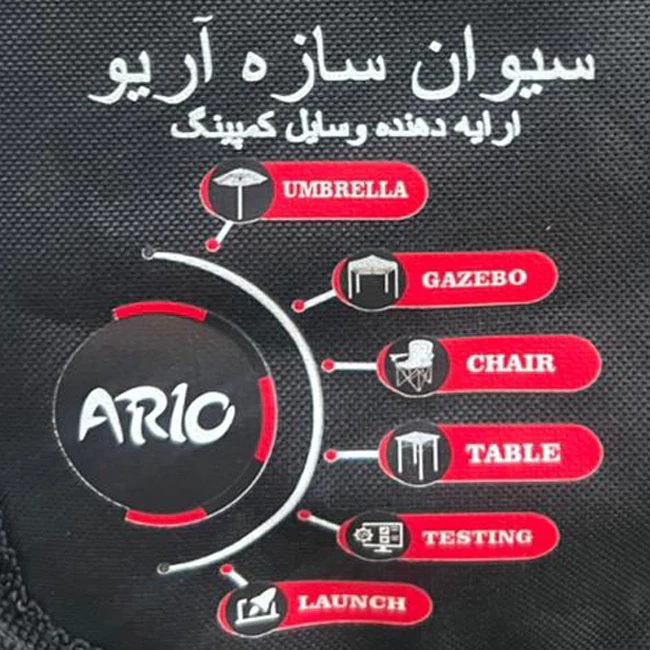 سیوان سازه آریو
ارایه دهنده وسایل کمپینگ
UMBRELLA
GAZEBO
CHAIR
ARIO
TABLE
TESTING
LAUNCH